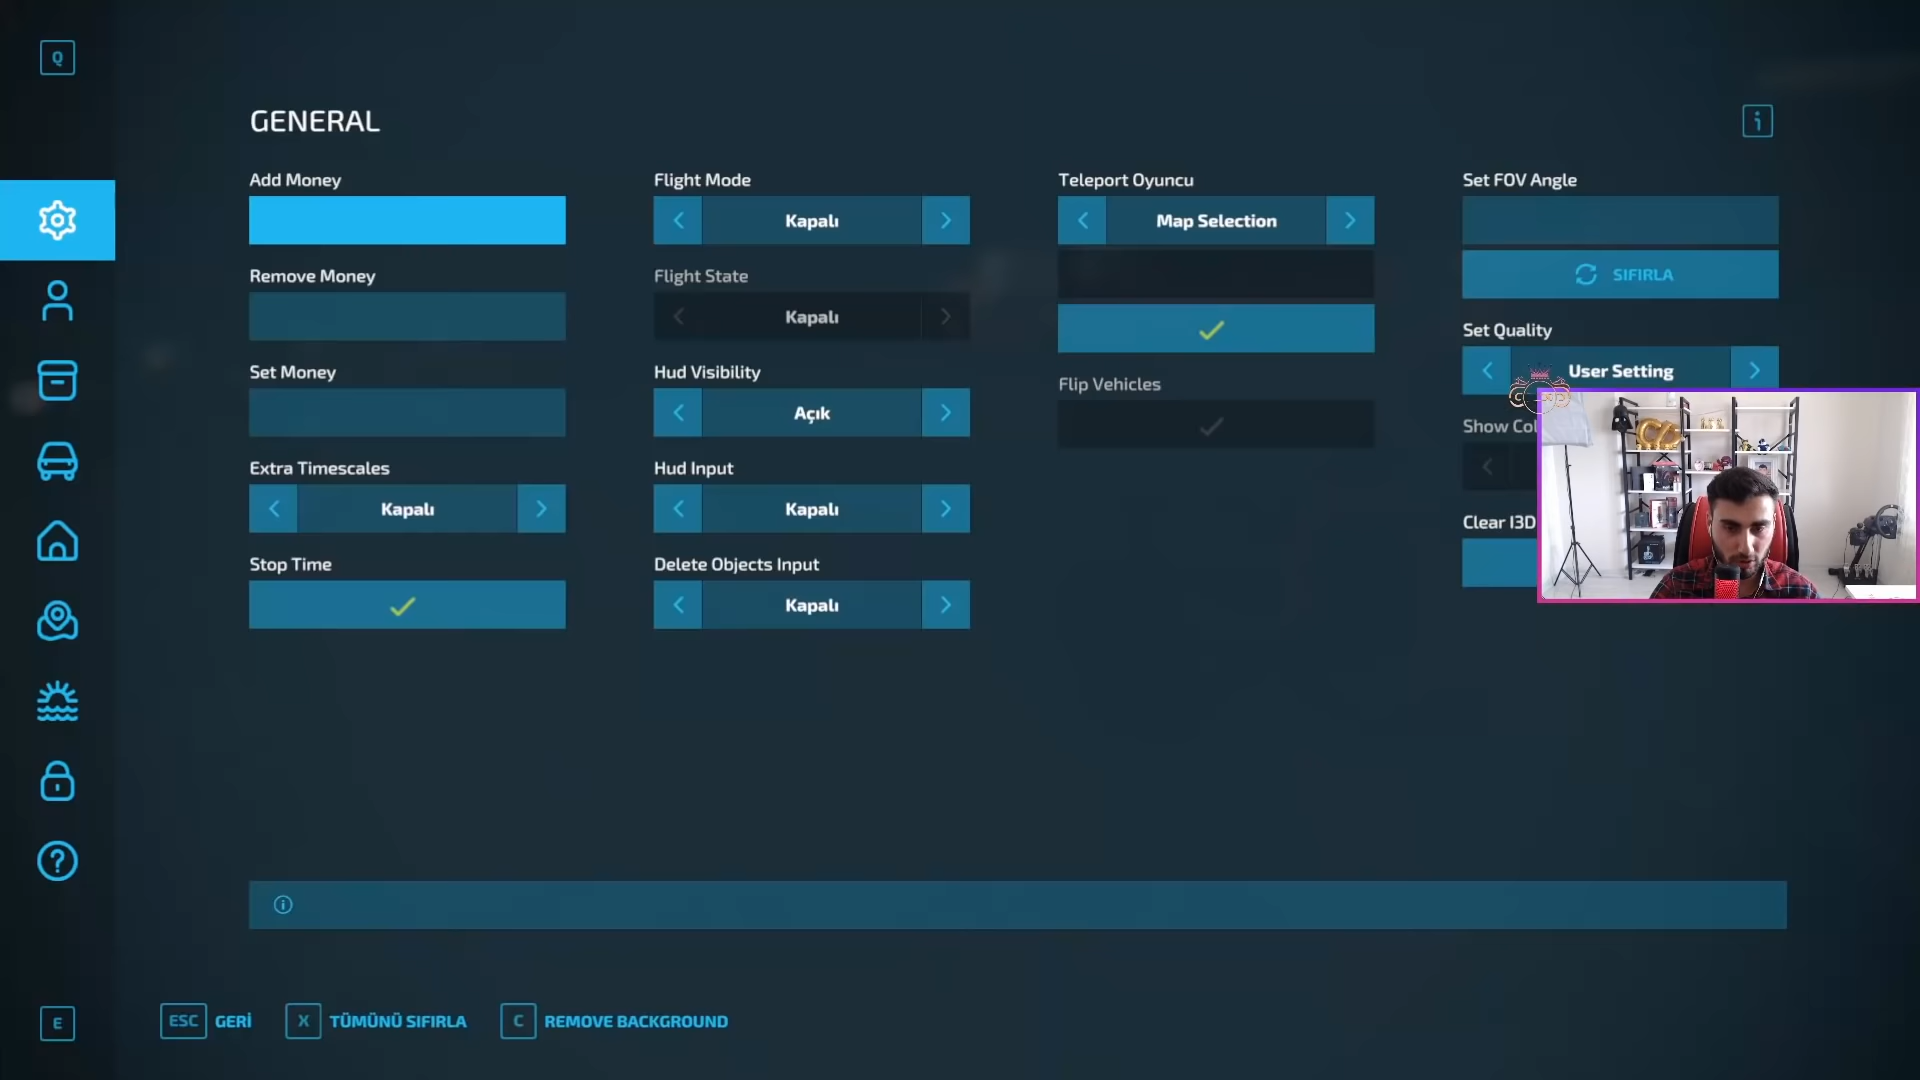 Q
GENERAL
Add Money
Remove Money
Set Money
Extra Timescales
Kapalı
Stop Time
Flight Mode
Kapalı
Flight State
Kapalı
Hud Visibility
Açık
Hud Input
Kapalı
Delete Objects Input
Kapalı
Teleport Oyuncu
Map Selection
Flip Vehicles
Set FOV Angle
SIFIRLA
Set Quality
User Setting
Show Col
Clear I3D
E
ESC GERİ
X TÜMÜNÜ SIFIRLA
C REMOVE BACKGROUND